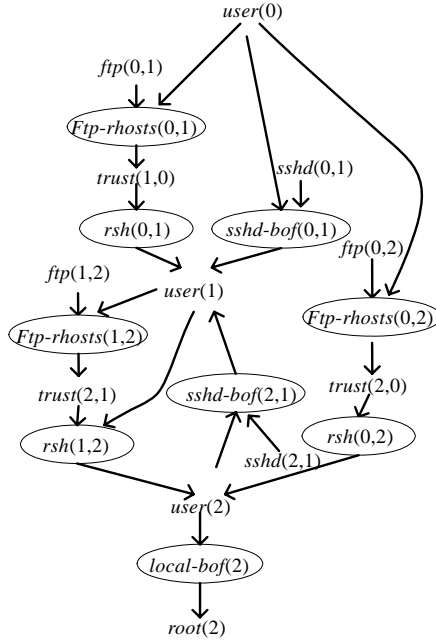 user(0)
ftp(0,1)
Ftp-rhosts(0,1)
sshd(0,1)
trust(1,0)
rsh(0,1)
sshd-bof(0,1)
ftp(0,2)
ftp(1,2)
user(1)
Ftp-rhosts(0,2)
Ftp-rhosts(1,2)
trust(2,1)
sshd-bof(2,1)
trust(2,0)
rsh(1,2)
rsh(0,2)
sshd(2,1)
user(2)
local-bof(2)
root(2)